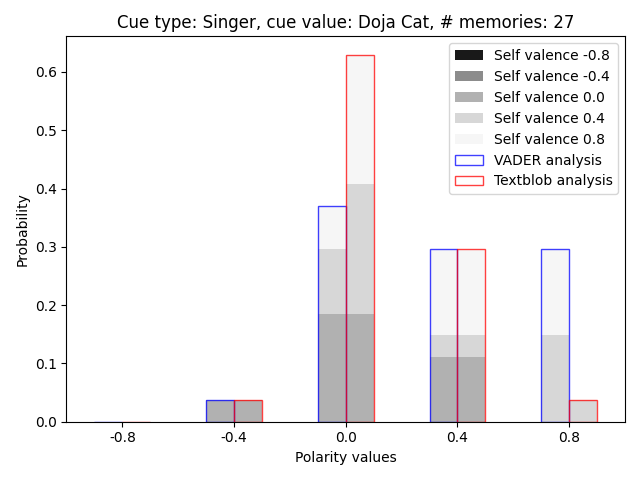 Cue type: Singer, cue value: Doja Cat, # memories: 27
Self valence -0.8
Self valence -0.4
Self valence 0.0
Self valence 0.4
Self valence 0.8
VADER analysis
Textblob analysis
Probability
0.6
0.5
0.4
0.3
0.2
0.1
0.0
-0.8 -0.4 0.0 0.4 0.8
Polarity values